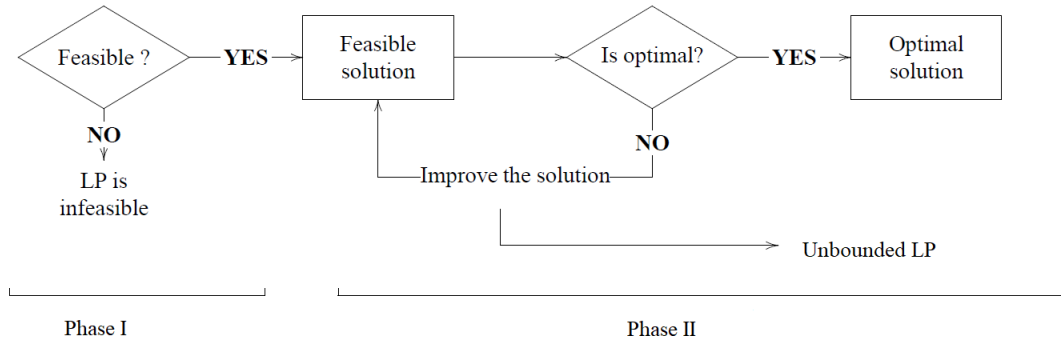 Feasible ?
YES
Feasible
solution
Is optimal?
YES
Optimal
solution
NO
NO
LP is
infeasible
Improve the solution
Unbounded LP
Phase I
Phase II